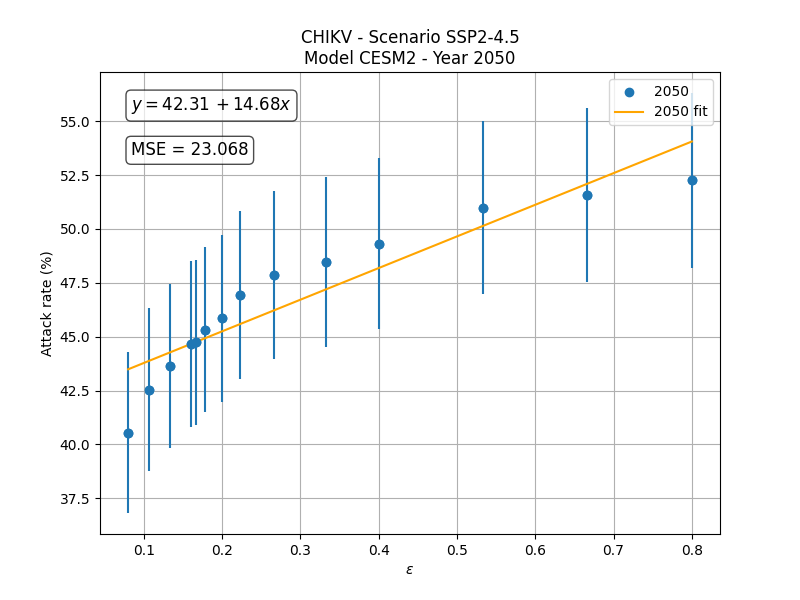 CHIKV - Scenario SSP2-4.5
Model CESM2 - Year 2050
y = 42.31 + 14.68x
MSE = 23.068
2050
2050 fit
Attack rate (%)
55.0
52.5
50.0
47.5
45.0
42.5
40.0
37.5
0.1 0.2 0.3 0.4 0.5 0.6 0.7 0.8
ε